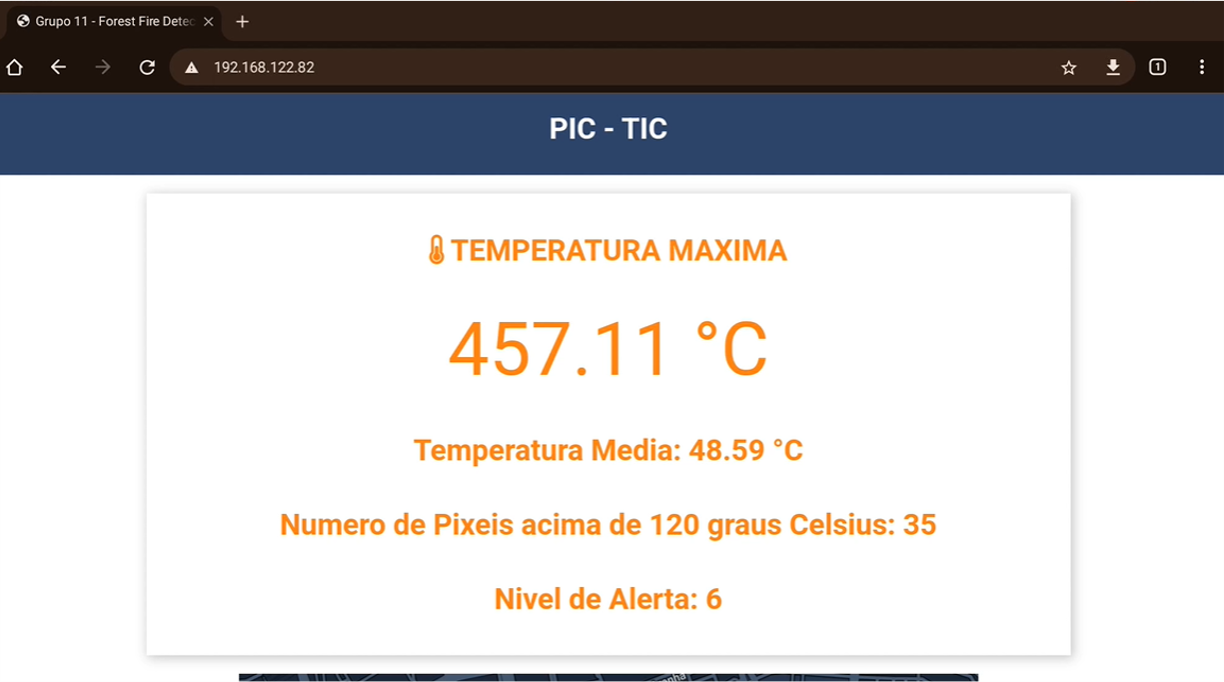 Grupo 11 - Forest Fire Detec
192.168.122.82
1
PIC - TIC
TEMPERATURA MAXIMA
457.11 °C
Temperatura Media: 48.59 °C
Numero de Pixeis acima de 120 graus Celsius: 35
Nivel de Alerta: 6